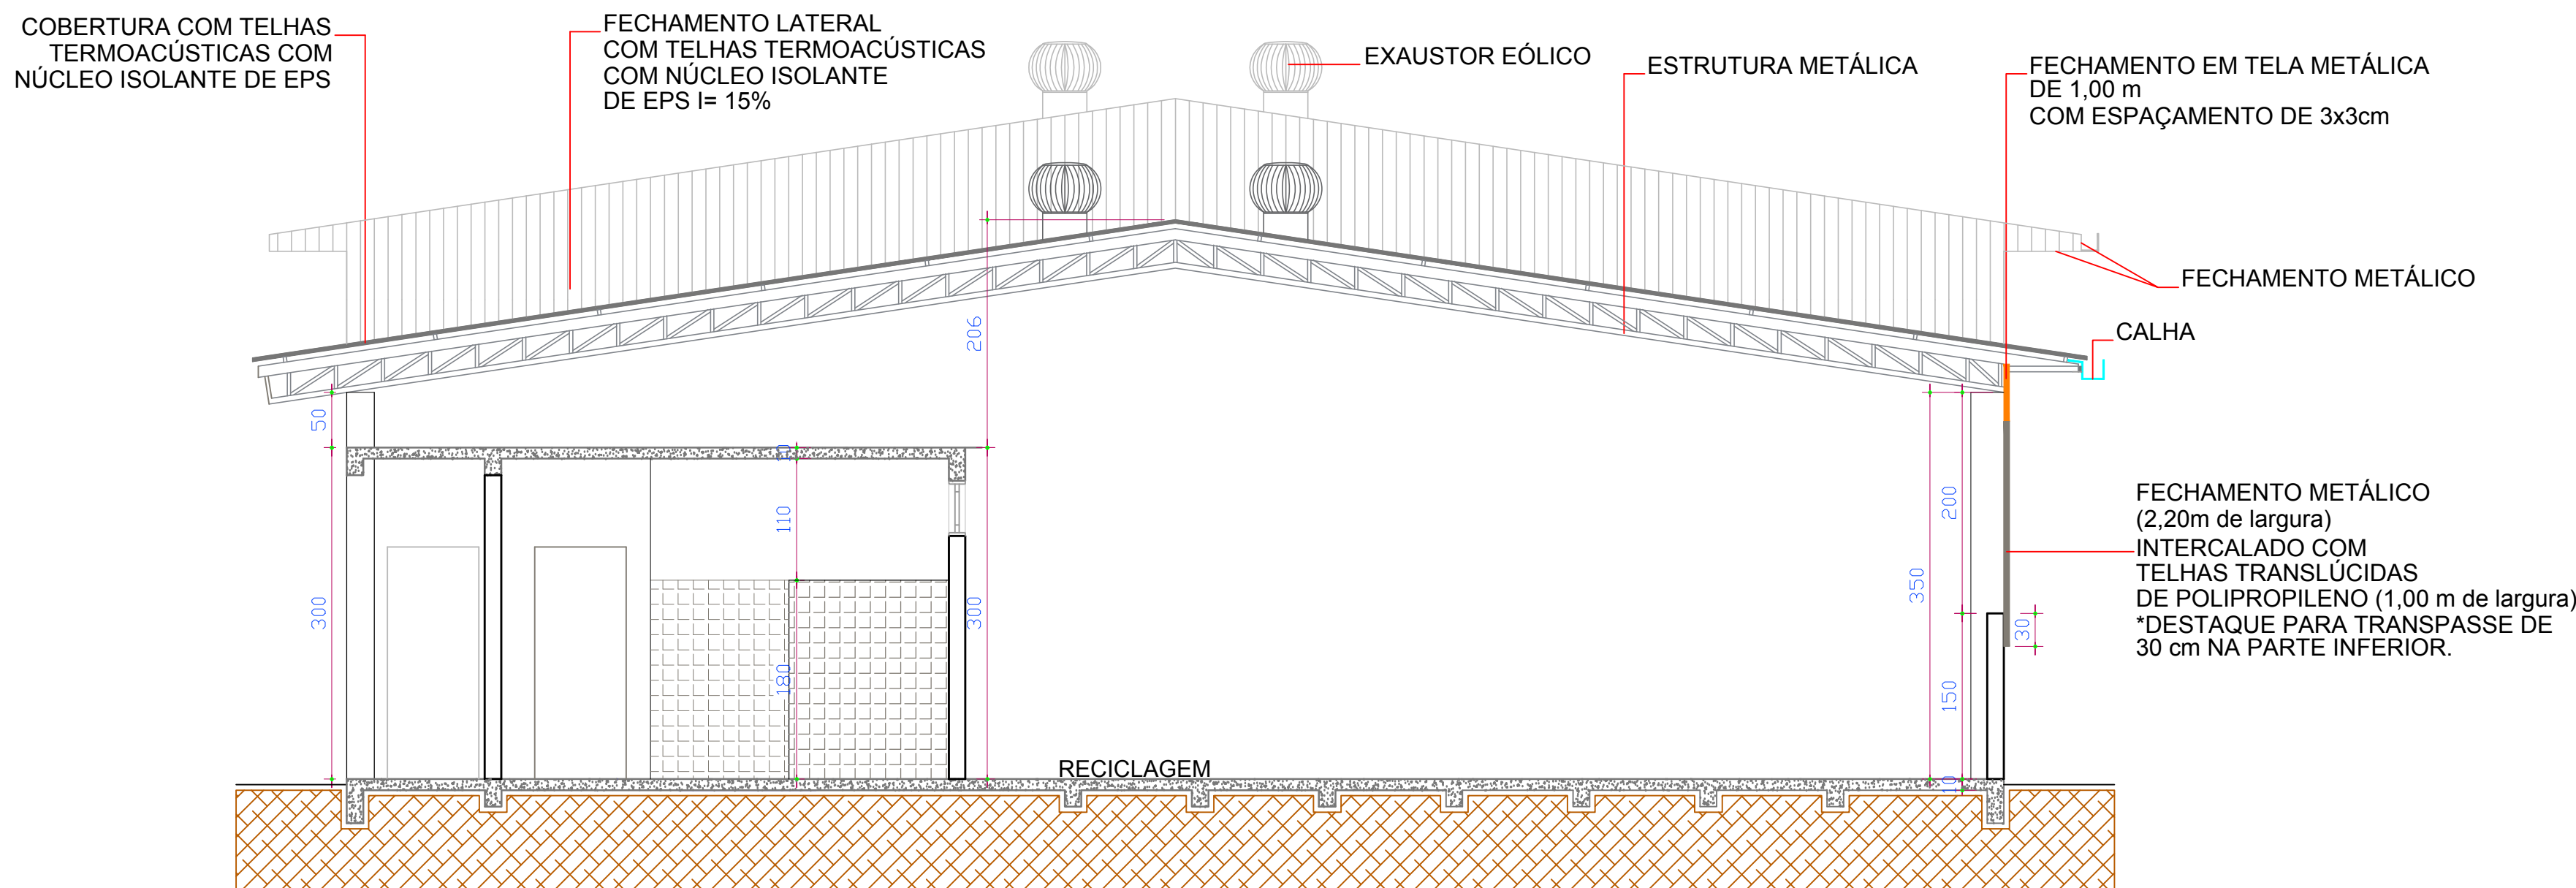 COBERTURA COM TELHAS
TERMOACÚSTICAS COM
NÚCLEO ISOLANTE DE EPS
FECHAMENTO LATERAL
COM TELHAS TERMOACÚSTICAS
COM NÚCLEO ISOLANTE
DE EPS I= 15%
EXAUSTOR EÓLICO
ESTRUTURA METÁLICA
FECHAMENTO EM TELA METÁLICA
DE 1,00 m
COM ESPAÇAMENTO DE 3x3cm
FECHAMENTO METÁLICO
CALHA
206
50
10
110
200
350
300
180
300
150
30
10
FECHAMENTO METÁLICO
(2,20m de largura)
INTERCALADO COM
TELHAS TRANSLÚCIDAS
DE POLIPROPILENO (1,00 m de largura)
*DESTAQUE PARA TRANSPASSE DE
30 cm NA PARTE INFERIOR.
RECICLAGEM